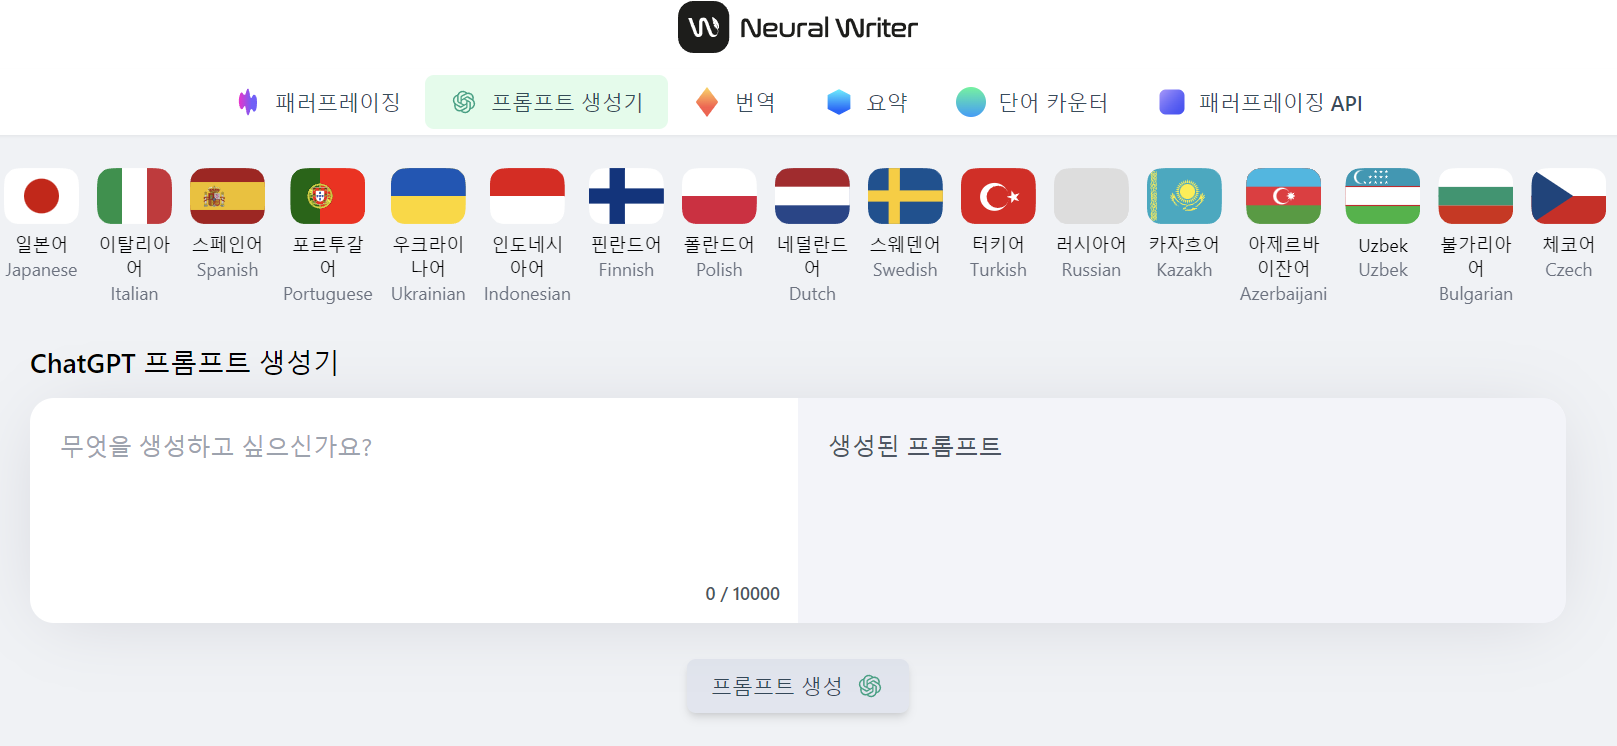 Neural Writer
패러프레이징
프롬프트 생성기
번역
요약
단어 카운터
패러프레이징 API
일본어
Japanese
이탈리아
어
Italian
스페인어
Spanish
포르투갈
어
Portuguese
우크라이
나어
Ukrainian
인도네시
아어
Indonesian
핀란드어
Finnish
폴란드어
Polish
네덜란드
어
Dutch
스웨덴어
Swedish
터키어
Turkish
러시아어
Russian
카자흐어
Kazakh
아제르바
이잔어
Azerbaijani
Uzbek
Uzbek
불가리아
어
Bulgarian
체코어
Czech
ChatGPT 프롬프트 생성기
무엇을 생성하고 싶으신가요?
0 / 10000
생성된 프롬프트
프롬프트 생성